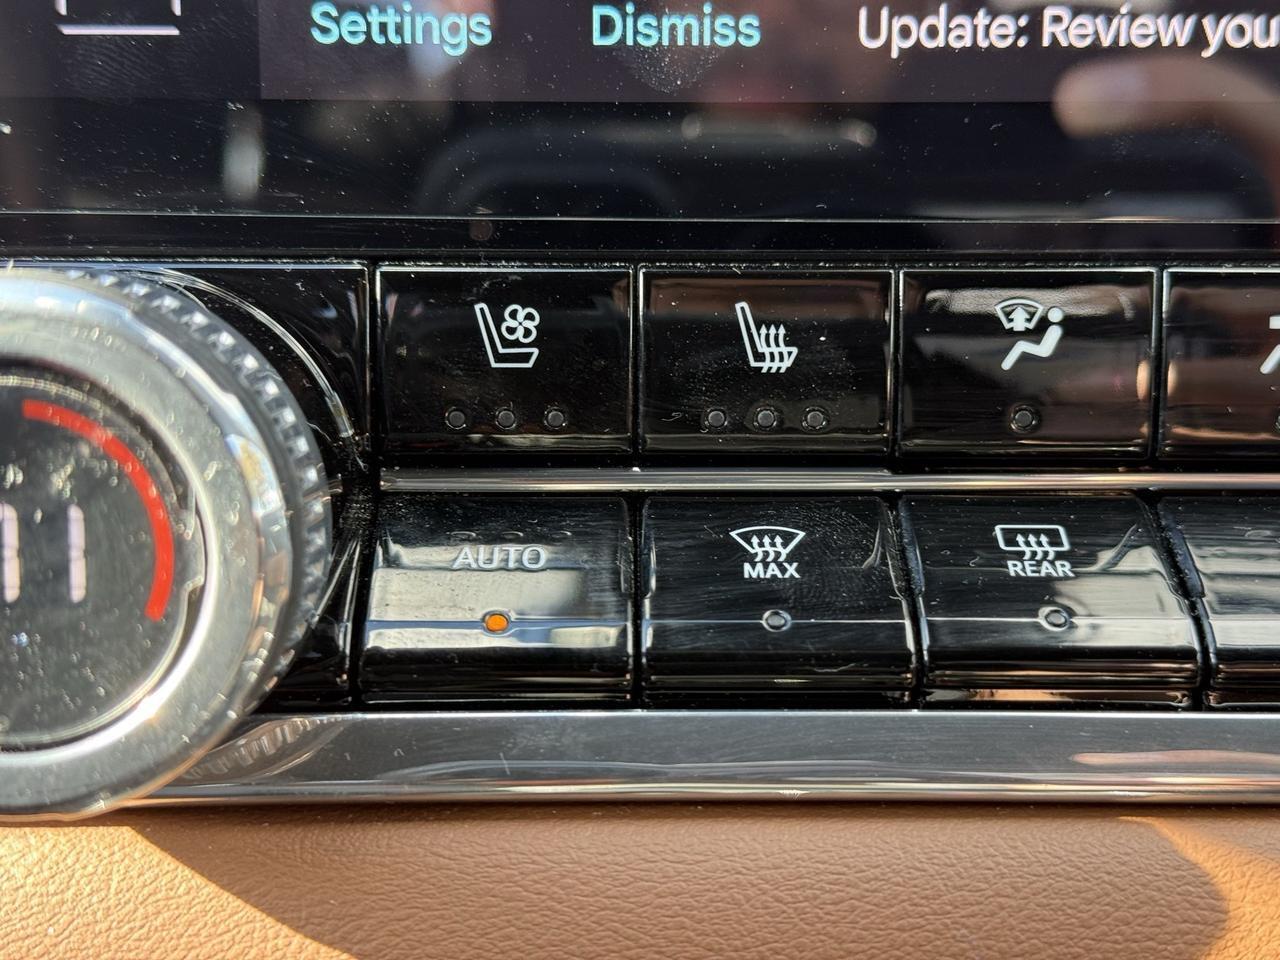 Settings
Dismiss
Update: Review you
AUTO
MAX
REAR